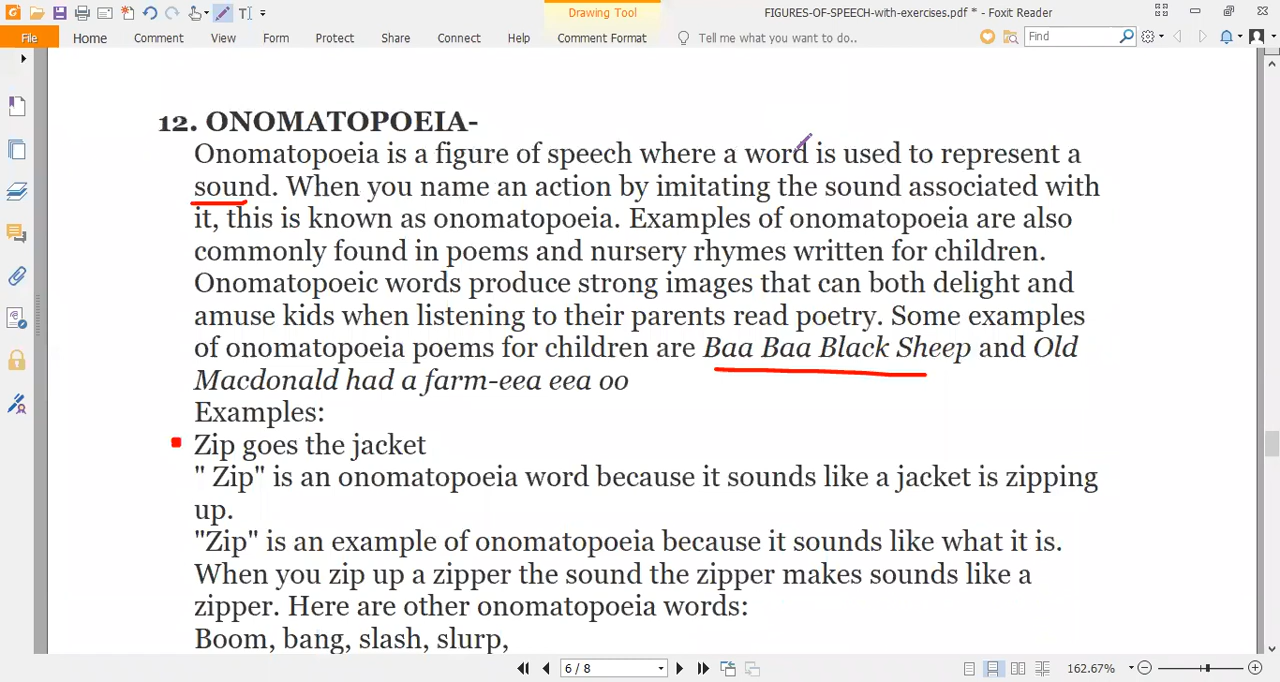 Drawing Tool
FIGURES-OF-SPEECH-with-exercises.pdf * - Foxit Reader
File Home Comment View Form Protect Share Connect Help Comment Format Tell me what you want to do.. Find
12. ONOMATOPOEIA-
Onomatopoeia is a figure of speech where a word is used to represent a
sound. When you name an action by imitating the sound associated with
it, this is known as onomatopoeia. Examples of onomatopoeia are also
commonly found in poems and nursery rhymes written for children.
Onomatopoeic words produce strong images that can both delight and
amuse kids when listening to their parents read poetry. Some examples
of onomatopoeia poems for children are Baa Baa Black Sheep and Old
Macdonald had a farm-eea eea oo
Examples:
Zip goes the jacket
" Zip" is an onomatopoeia word because it sounds like a jacket is zipping
up.
"Zip" is an example of onomatopoeia because it sounds like what it is.
When you zip up a zipper the sound the zipper makes sounds like a
zipper. Here are other onomatopoeia words:
Boom, bang, slash, slurp,
6 / 8
162.67%